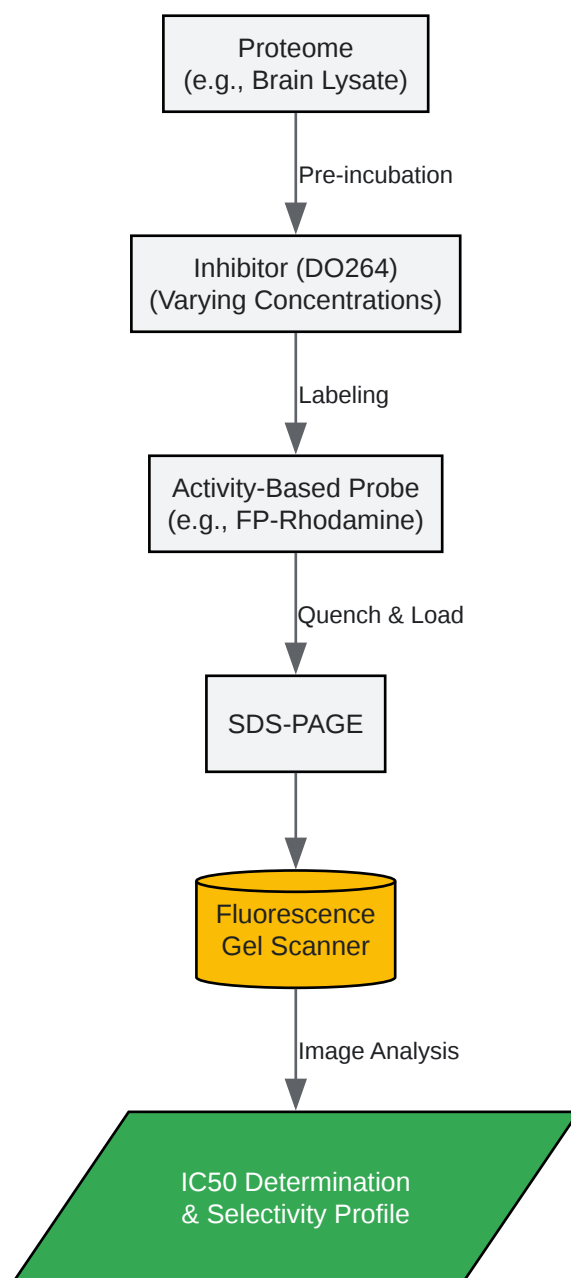 Proteome
(e.g., Brain Lysate)
Pre-incubation
Inhibitor (DO264)
(Varying Concentrations)
Labeling
Activity-Based Probe
(e.g., FP-Rhodamine)
Quench & Load
SDS-PAGE
Fluorescence
Gel Scanner
Image Analysis
IC50 Determination
& Selectivity Profile